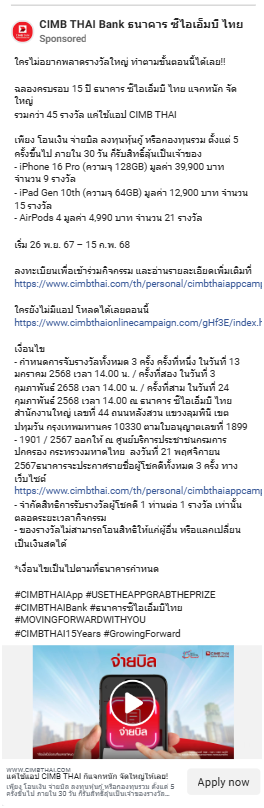 CIMB THAI Bank ธนาคาร ซีไอเอ็มบี ไทย
Sponsored
ใครไม่อยากพลาดรางวัลใหญ่ ทำตามขั้นตอนนี้ได้เลย!!
ฉลองครบรอบ 15 ปี ธนาคาร ซีไอเอ็มบี ไทย แจกหนัก จัด
ใหญ่
รวมกว่า 45 รางวัล แค่ใช้แอป CIMB THAI
เพียง โอนเงิน จ่ายบิล ลงทุนหุ้นกู้ หรือกองทุนรวม ตั้งแต่ 5
ครั้งขึ้นไป ภายใน 30 วัน ก็รับสิทธิ์ลุ้นเป็นเจ้าของ
- iPhone 16 Pro (ความจุ 128GB) มูลค่า 39,900 บาท
จำนวน 9 รางวัล
- iPad Gen 10th (ความจุ 64GB) มูลค่า 12,900 บาท จำนวน
15 รางวัล
- AirPods 4 มูลค่า 4,990 บาท จำนวน 21 รางวัล
เริ่ม 26 พ.ย. 67 – 15 ก.พ. 68
ลงทะเบียนเพื่อเข้าร่วมกิจกรรม และอ่านรายละเอียดเพิ่มเติมที่
https://www.cimbthai.com/th/personal/cimbthaiappcamp
ใครยังไม่มีแอป โหลดได้เลยตอนนี้
https://www.cimbthaionlinecampaign.com/gHf3E/index.h
เงื่อนไข
- กำหนดการจับรางวัลทั้งหมด 3 ครั้ง ครั้งที่หนึ่ง ในวันที่ 13
มกราคม 2568 เวลา 14.00 น. / ครั้งที่สอง ในวันที่ 3
กุมภาพันธ์ 2658 เวลา 14.00 น. / ครั้งที่สาม ในวันที่ 24
กุมภาพันธ์ 2568 เวลา 14.00 ณ ธนาคาร ซีไอเอ็มบี ไทย
สำนักงานใหญ่ เลขที่ 44 ถนนหลังสวน แขวงลุมพินี เขต
ปทุมวัน กรุงเทพมหานคร 10330 ตามใบอนุญาตเลขที่ 1899
- 1901 / 2567 ออกให้ ณ ศูนย์บริการประชาชนกรมการ
ปกครอง กระทรวงมหาดไทย ลงวันที่ 21 พฤศจิกายน
2567ธนาคารจะประกาศรายชื่อผู้โชคดีทั้งหมด 3 ครั้ง ทาง
เว็บไซต์
https://www.cimbthai.com/th/personal/cimbthaiappcamp
- จำกัดสิทธิการรับรางวัลผู้โชคดี 1 ท่านต่อ 1 รางวัล เท่านั้น
ตลอดระยะเวลากิจกรรม
- ของรางวัลไม่สามารถโอนสิทธิให้แก่ผู้อื่น หรือแลกเปลี่ยน
เป็นเงินสดได้
*เงื่อนไขเป็นไปตามที่ธนาคารกำหนด
#CIMBTHAIApp #USETHEAPPGRABTHEPRIZE
#CIMBTHAIBank #ธนาคารซีไอเอ็มบีไทย
#MOVINGFORWARDWITHYOU
#CIMBTHAI15Years #GrowingForward
จ่ายบิล
จ่ายบิล
WWW.CIMBTHAI.COM
แค่ใช้แอป CIMB THAI ก็แจกหนัก จัดใหญ่ให้เลย!
เพียง โอนเงิน จ่ายบิล ลงทุนหุ้นกู้ หรือกองทุนรวม ตั้งแต่ 5
ครั้งขึ้นไป ภายใน 30 วัน ก็รับสิทธิ์ลุ้นเป็นเจ้าของรางวัล...
Apply now